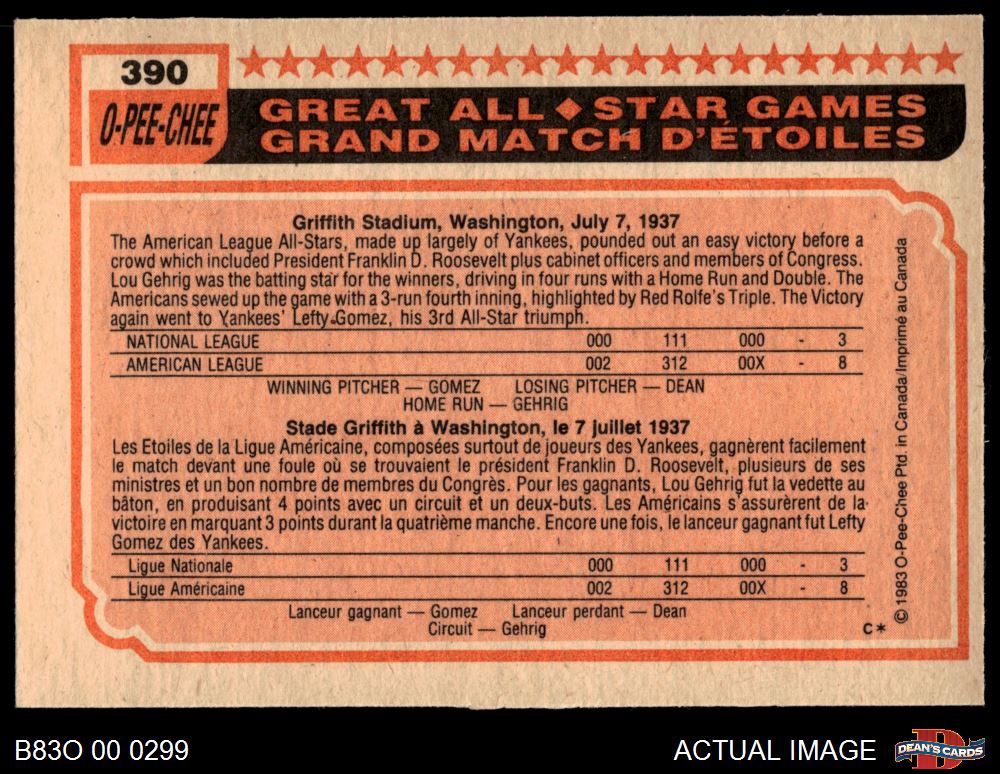 390
O-PEE-CHEE
GREAT ALL ◆ STAR GAMES
GRAND MATCH D'ÉTOILES
Griffith Stadium, Washington, July 7, 1937
The American League All-Stars, made up largely of Yankees, pounded out an easy victory before a
crowd which included President Franklin D. Roosevelt plus cabinet officers and members of Congress.
Lou Gehrig was the batting star for the winners, driving in four runs with a Home Run and Double. The
Americans sewed up the game with a 3-run fourth inning, highlighted by Red Rolfe's Triple. The Victory
again went to Yankees' Lefty Gomez, his 3rd All-Star triumph.
NATIONAL LEAGUE 000 111 000 - 3
AMERICAN LEAGUE 002 312 00X - 8
WINNING PITCHER — GOMEZ LOSING PITCHER — DEAN
HOME RUN — GEHRIG
Stade Griffith à Washington, le 7 juillet 1937
Les Etoiles de la Ligue Américaine, composées surtout de joueurs des Yankees, gagnèrent facilement
le match devant une foule où se trouvaient le président Franklin D. Roosevelt, plusieurs de ses
ministres et un bon nombre de membres du Congrès. Pour les gagnants, Lou Gehrig fut la vedette au
bâton, en produisant 4 points avec un circuit et un deux-buts. Les Américains s'assurèrent de la
victoire en marquant 3 points durant la quatrième manche. Encore une fois, le lanceur gagnant fut Lefty
Gomez des Yankees.
Ligue Nationale 000 111 000 - 3
Ligue Américaine 002 312 00X - 8
Lanceur gagnant — Gomez Lanceur perdant — Dean
Circuit — Gehrig
C*
© 1983 O-Pee-Chee Ptd. in Canada/Imprimé au Canada
B83O 00 0299
ACTUAL IMAGE
D
DEAN'S CARDS